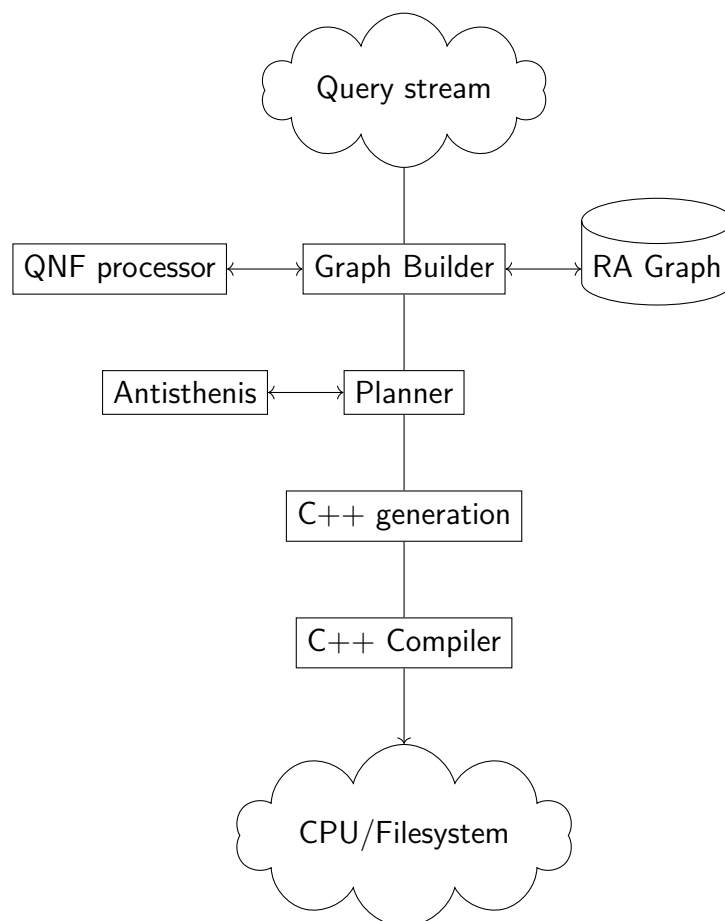 Query stream
QNF processor
Graph Builder
RA Graph
Antisthenis
Planner
C++ generation
C++ Compiler
CPU/Filesystem